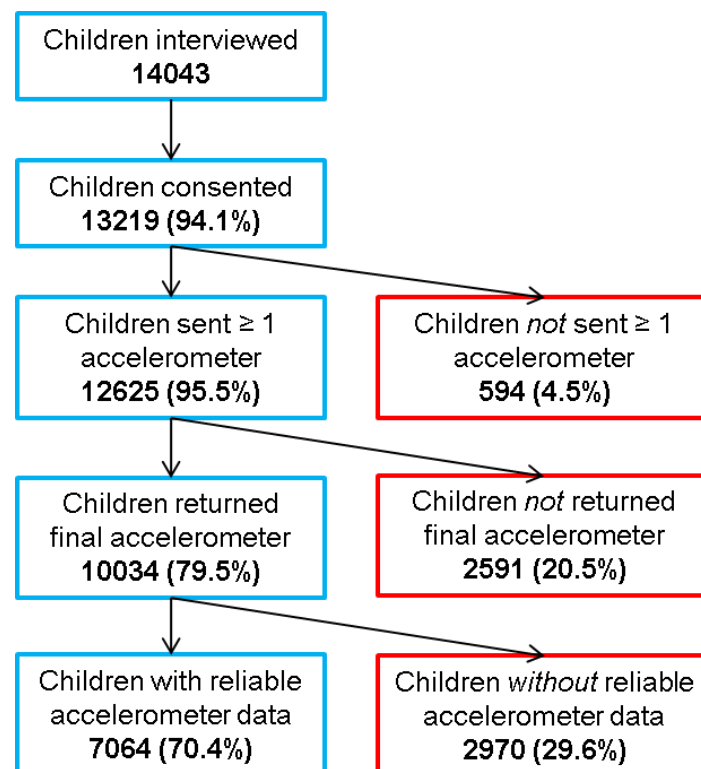 Children interviewed
14043
Children consented
13219 (94.1%)
Children sent ≥ 1
accelerometer
12625 (95.5%)
Children not sent ≥ 1
accelerometer
594 (4.5%)
Children returned
final accelerometer
10034 (79.5%)
Children not returned
final accelerometer
2591 (20.5%)
Children with reliable
accelerometer data
7064 (70.4%)
Children without reliable
accelerometer data
2970 (29.6%)